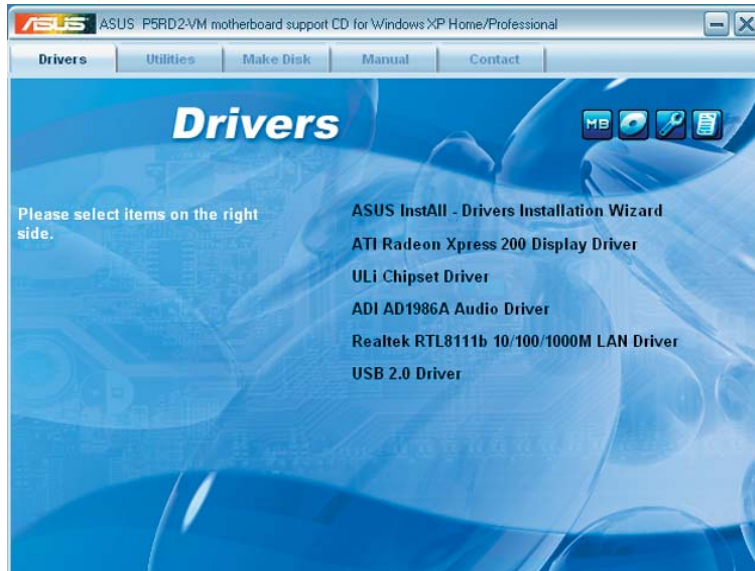 ASUS ASUS P5RD2-VM motherboard support CD for Windows XP Home/Professional
Drivers Utilities Make Disk Manual Contact
Drivers
MB
Please select items on the right
side.
ASUS InstAll - Drivers Installation Wizard
ATI Radeon Xpress 200 Display Driver
ULi Chipset Driver
ADI AD1986A Audio Driver
Realtek RTL8111b 10/100/1000M LAN Driver
USB 2.0 Driver